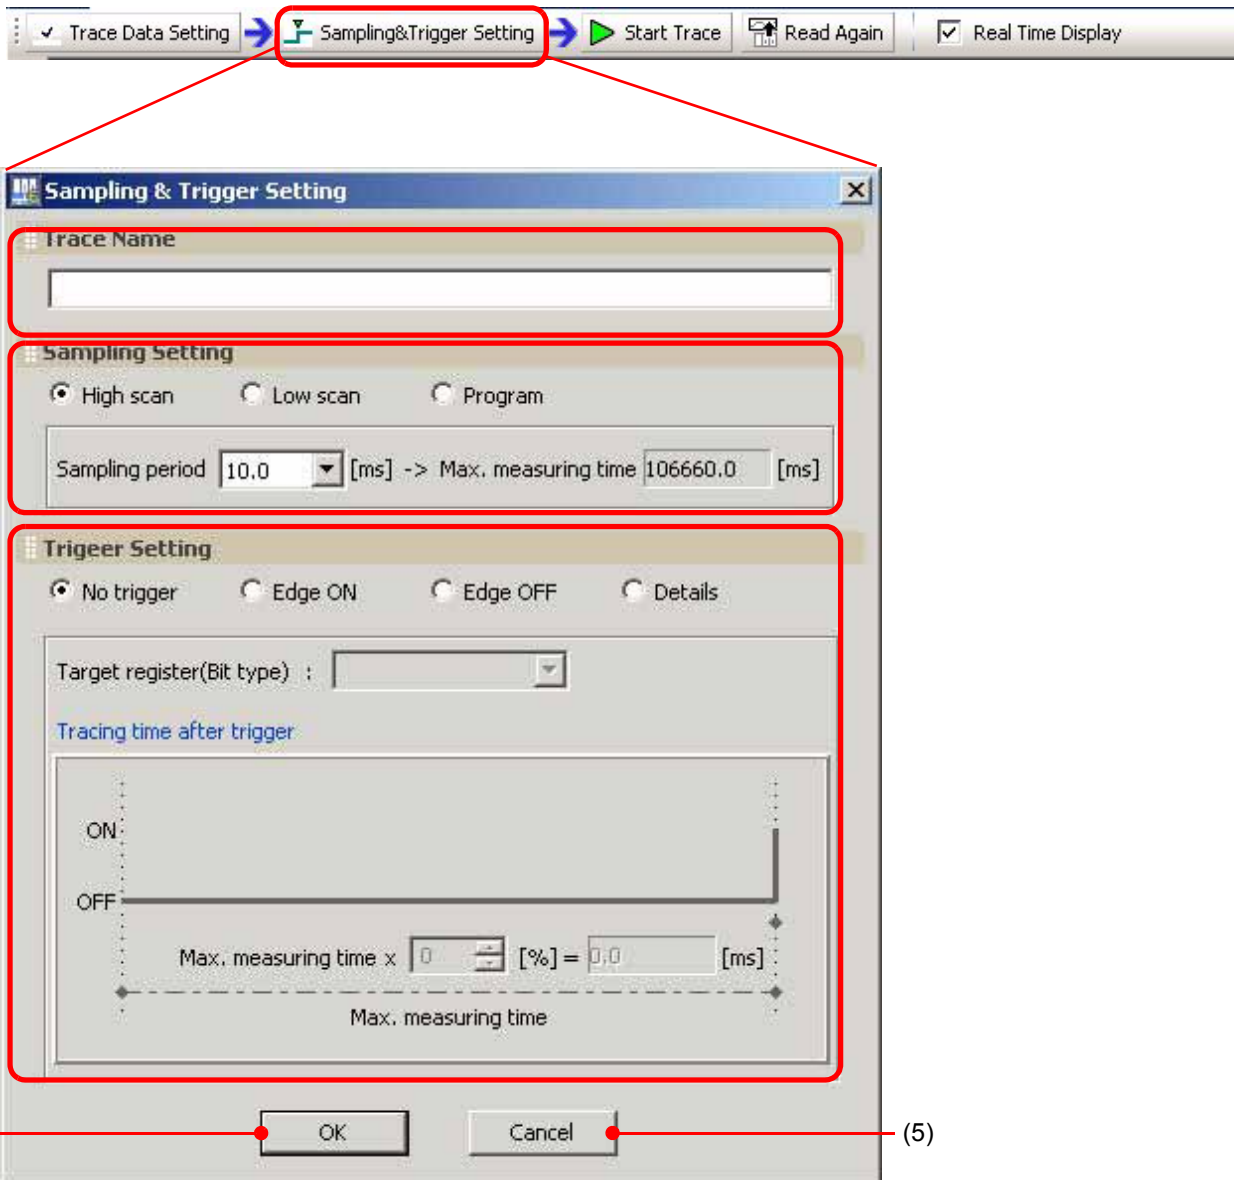 Trace Data Setting Sampling&Trigger Setting Start Trace Read Again Real Time Display
Sampling & Trigger Setting
Trace Name
Sampling Setting
High scan Low scan Program
Sampling period 10.0 [ms] -> Max. measuring time 106660.0 [ms]
Trigeer Setting
No trigger Edge ON Edge OFF Details
Target register(Bit type) :
Tracing time after trigger
ON
OFF
Max. measuring time x 0 [%] = 0.0 [ms]
Max. measuring time
OK Cancel (5)